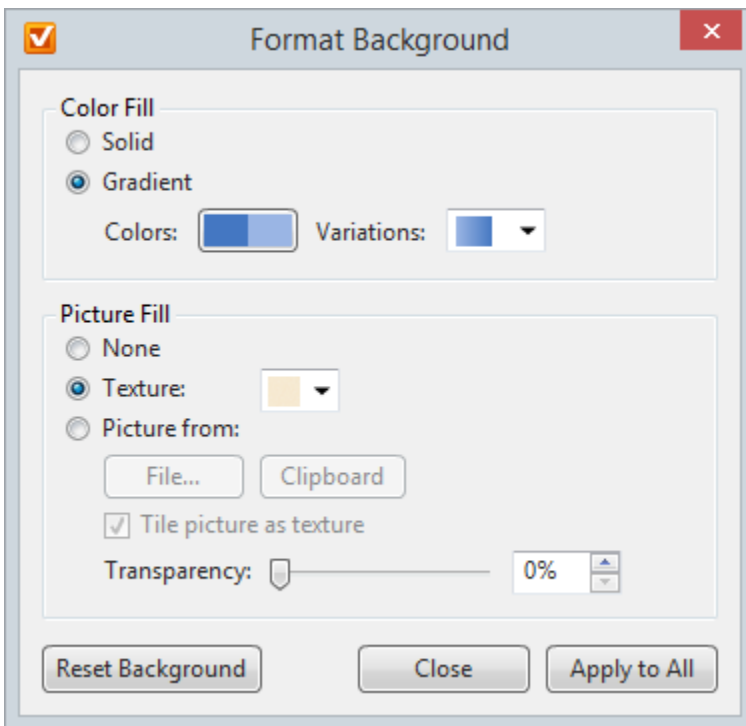 Format Background
Color Fill
Solid
Gradient
Colors: Variations:
Picture Fill
None
Texture:
Picture from:
File... Clipboard
Tile picture as texture
Transparency: 0%
Reset Background Close Apply to All